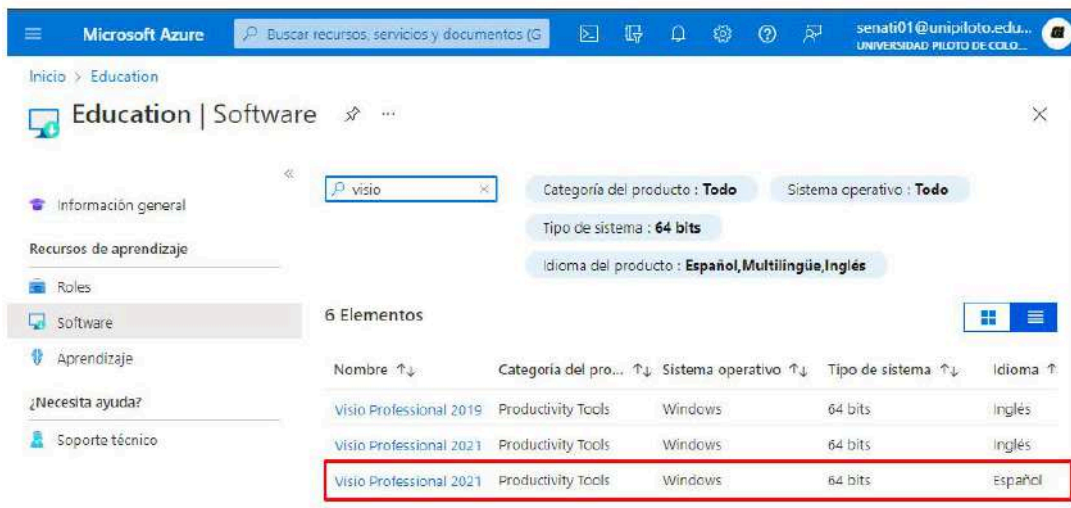 Microsoft Azure
Buscar recursos, servicios y documentos (G
senati01@unipiloto.edu...
UNIVERSIDAD PILOTO DE COLO...
Inicio > Education
Education | Software
visio
Categoría del producto : Todo
Sistema operativo : Todo
Información general
Tipo de sistema : 64 bits
Recursos de aprendizaje
Idioma del producto : Español,Multilingüe,Inglés
Roles
6 Elementos
Software
Aprendizaje
Nombre ↑↓ Categoría del pro... ↑↓ Sistema operativo ↑↓ Tipo de sistema ↑↓ Idioma ↑
¿Necesita ayuda?
Visio Professional 2019 Productivity Tools Windows 64 bits Inglés
Soporte técnico
Visio Professional 2021 Productivity Tools Windows 64 bits Inglés
Visio Professional 2021 Productivity Tools Windows 64 bits Español